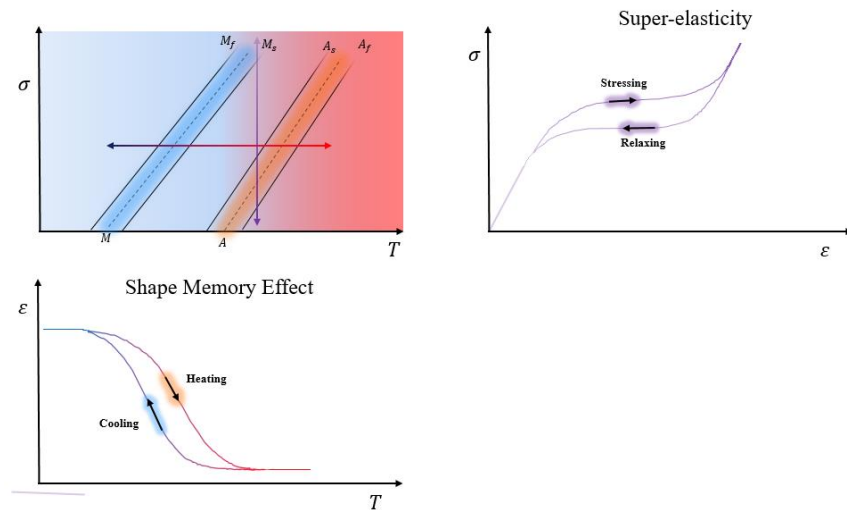 Super-elasticity
M_f M_s A_s A_f
σ
M A
T
σ
Stressing
Relaxing
ε
Shape Memory Effect
ε
Heating
Cooling
T